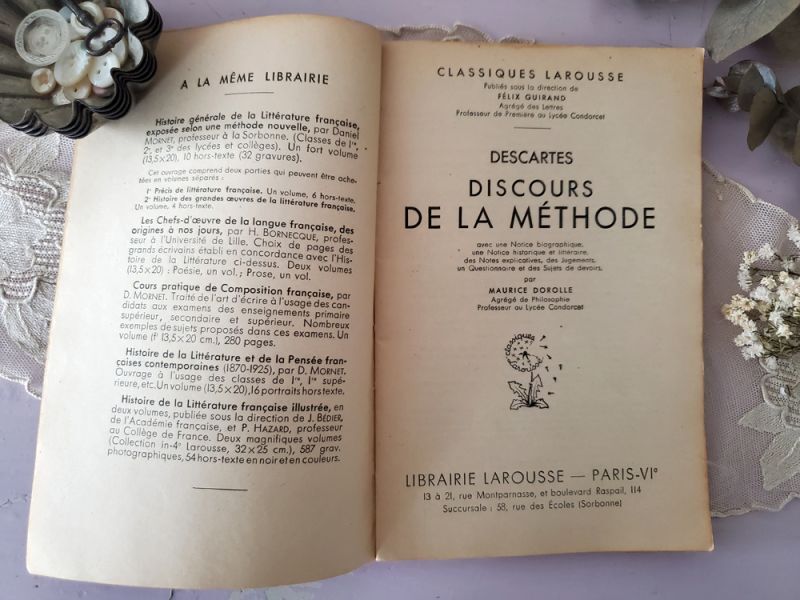 A LA MÊME LIBRAIRIE
Histoire générale de la Littérature française,
exposée selon une méthode nouvelle, par Daniel
MORNET, professeur à la Sorbonne. (Classes de 1re,
2e, et 3e des lycées et collèges). Un fort volume
(13,5×20). 10 hors-texte (32 gravures).
Cet ouvrage comprend deux parties qui peuvent être ache-
tées en volumes séparés :
1° Précis de littérature française. Un volume, 6 hors-texte.
2° Histoire des grandes œuvres de la littérature française.
Un volume, 4 hors-texte.
Les Chefs-d'œuvre de la langue française, des
origines à nos jours, par H. BORNECQUE, profes-
seur à l'Université de Lille. Choix de pages des
grands écrivains établi en concordance avec l'His-
toire de la Littérature ci-dessus. Deux volumes
(13,5×20) : Poésie, un vol.; Prose, un vol.
Cours pratique de Composition française, par
D. MORNET. Traité de l'art d'écrire à l'usage des can-
didats aux examens des enseignements primaire
supérieur, secondaire et supérieur. Nombreux
exemples de sujets proposés dans ces examens. Un
volume (ft 13,5×20 cm.), 280 pages.
Histoire de la Littérature et de la Pensée fran-
çaises contemporaines (1870-1925), par D. MORNET.
Ouvrage à l'usage des classes de 1re, 1re supé-
rieure, etc. Un volume (13,5×20), 16 portraits hors texte.
Histoire de la Littérature française illustrée, en
deux volumes, publiée sous la direction de J. BÉDIER,
de l'Académie française, et P. HAZARD, professeur
au Collège de France. Deux magnifiques volumes
(Collection in-4° Larousse, 32×25 cm.), 587 grav.
photographiques, 54 hors-texte en noir et en couleurs.
CLASSIQUES LAROUSSE
Publiés sous la direction de
FÉLIX GUIRAND
Agrégé des Lettres
Professeur de Première au Lycée Condorcet
DESCARTES
DISCOURS
DE LA MÉTHODE
avec une Notice biographique,
une Notice historique et littéraire,
des Notes explicatives, des Jugements,
un Questionnaire et des Sujets de devoirs,
par
MAURICE DOROLLE
Agrégé de Philosophie
Professeur au Lycée Condorcet
classiques
Larousse
LIBRAIRIE LAROUSSE — PARIS-VIe
13 à 21, rue Montparnasse, et boulevard Raspail, 114
Succursale : 58, rue des Écoles (Sorbonne)